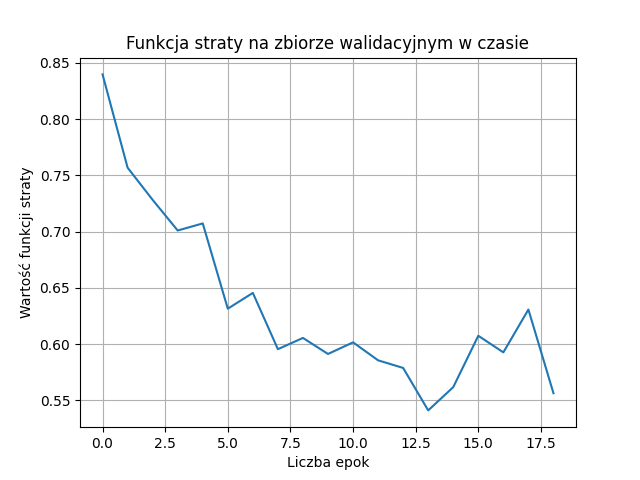 Funkcja straty na zbiorze walidacyjnym w czasie
Wartość funkcji straty
0.85
0.80
0.75
0.70
0.65
0.60
0.55
0.0 2.5 5.0 7.5 10.0 12.5 15.0 17.5
Liczba epok